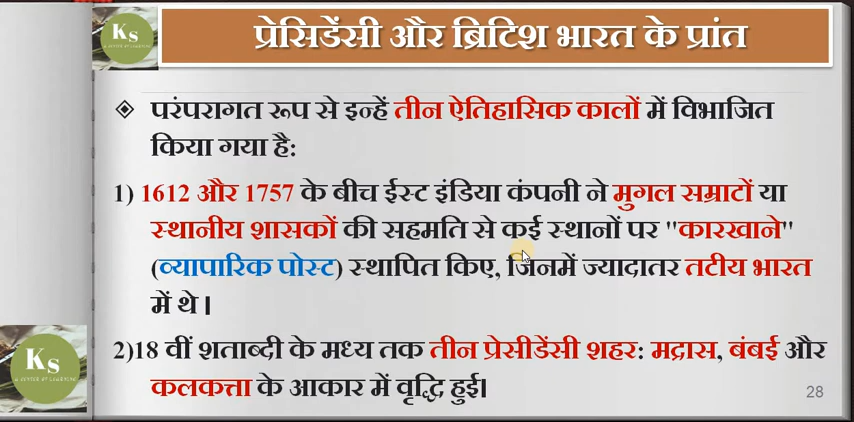 Ks
प्रेसिडेंसी और ब्रिटिश भारत के प्रांत
❖ परंपरागत रूप से इन्हें तीन ऐतिहासिक कालों में विभाजित
किया गया है:
1) 1612 और 1757 के बीच ईस्ट इंडिया कंपनी ने मुगल सम्राटों या
स्थानीय शासकों की सहमति से कई स्थानों पर "कारखाने"
(व्यापारिक पोस्ट) स्थापित किए, जिनमें ज्यादातर तटीय भारत
में थे।
2)18 वीं शताब्दी के मध्य तक तीन प्रेसीडेंसी शहर: मद्रास, बंबई और
कलकत्ता के आकार में वृद्धि हुई।
Ks
28